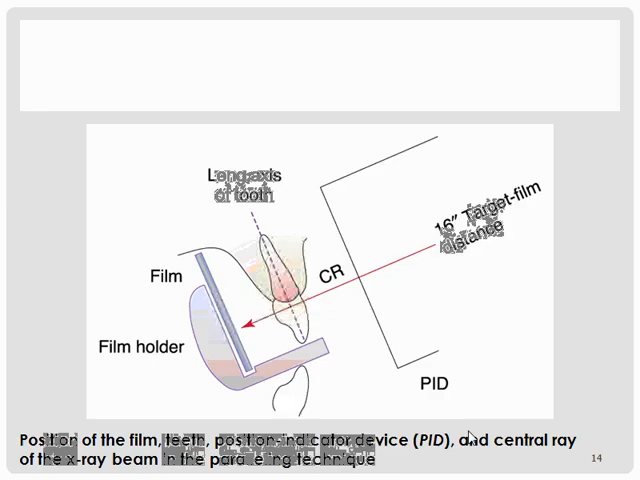 Long axis
of tooth
16" Target-film
distance
CR
Film
Film holder
PID
Position of the film, teeth, position-indicator device (PID), and central ray
of the x-ray beam in the paralleling technique
14